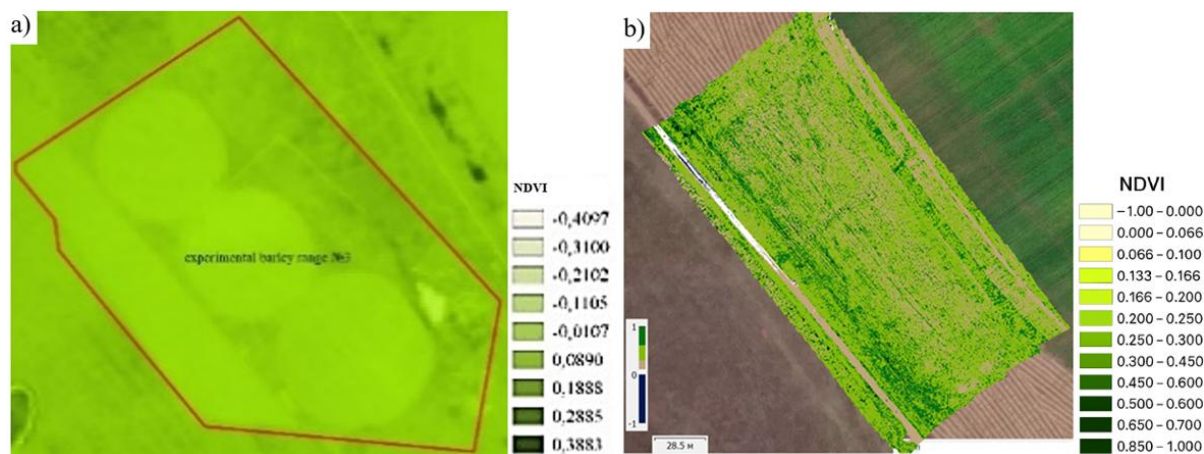 a)
experimental barley range №3
NDVI
-0,4097
-0,3100
-0,2102
-0,1105
-0,0107
0,0890
0,1888
0,2885
0,3883
b)
1
0
-1
28.5 м
NDVI
−1.00 – 0.000
0.000 – 0.066
0.066 – 0.100
0.133 – 0.166
0.166 – 0.200
0.200 – 0.250
0.250 – 0.300
0.300 – 0.450
0.450 – 0.600
0.500 – 0.600
0.650 – 0.700
0.850 – 1.000